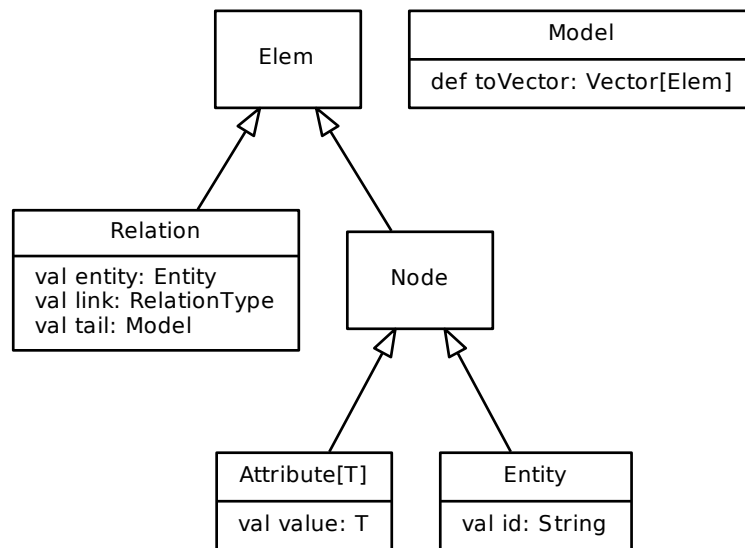 Elem
Model
def toVector: Vector[Elem]
Relation
val entity: Entity
val link: RelationType
val tail: Model
Node
Attribute[T]
val value: T
Entity
val id: String